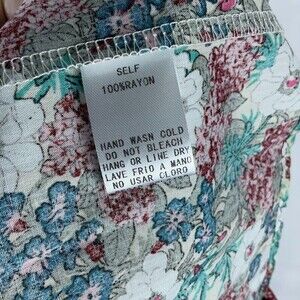 SELF
100%RAYON
HAND WASN COLD
DO NOT BLEACH
HANG OR LINE DRY
LAVE FRIO A MANO
NO USAR CLORO